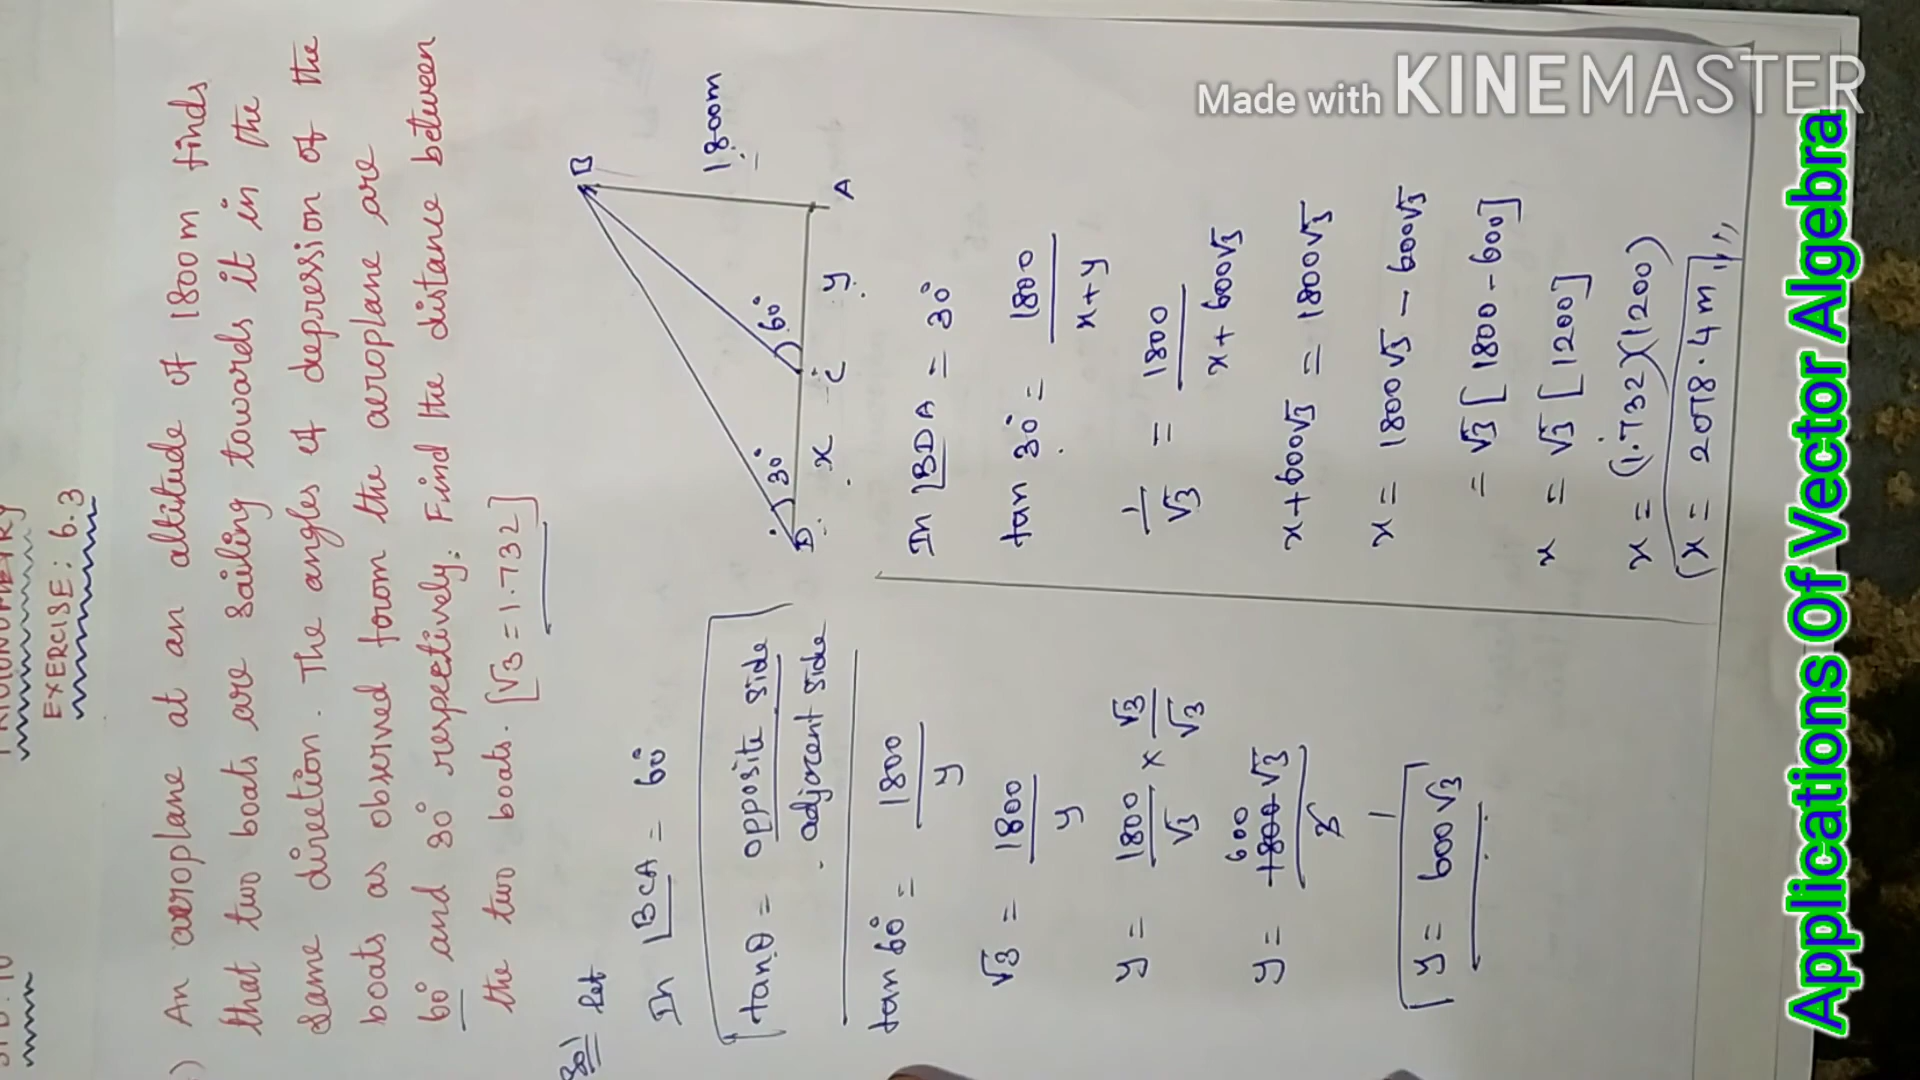 EXERCISE: 6.3
An aeroplane at an altitude of 1800m finds
that two boats are sailing towards it in the
same direction. The angles of depression of the
boats as observed from the aeroplane are
60° and 30° respectively. Find the distance between
the two boats. [√3 = 1.732]
Sol
let
In ∟BCA = 60°
tanθ = opposite side / adjacent side
tan 60° = 1800 / y
√3 = 1800 / y
y = 1800 / √3 × √3 / √3
y = 600 1800 √3 / 3
1
y = 600√3
B
1800m
30°
60°
D
x
C
y
A
In ∟BDA = 30°
tan 30° = 1800 / x+y
1 / √3 = 1800 / x+600√3
x+600√3 = 1800√3
x = 1800√3 − 600√3
= √3 [1800 − 600]
x = √3 [1200]
x = (1.732)(1200)
x = 2078.4 m
Made with KINEMASTER
Applications Of Vector Algebra